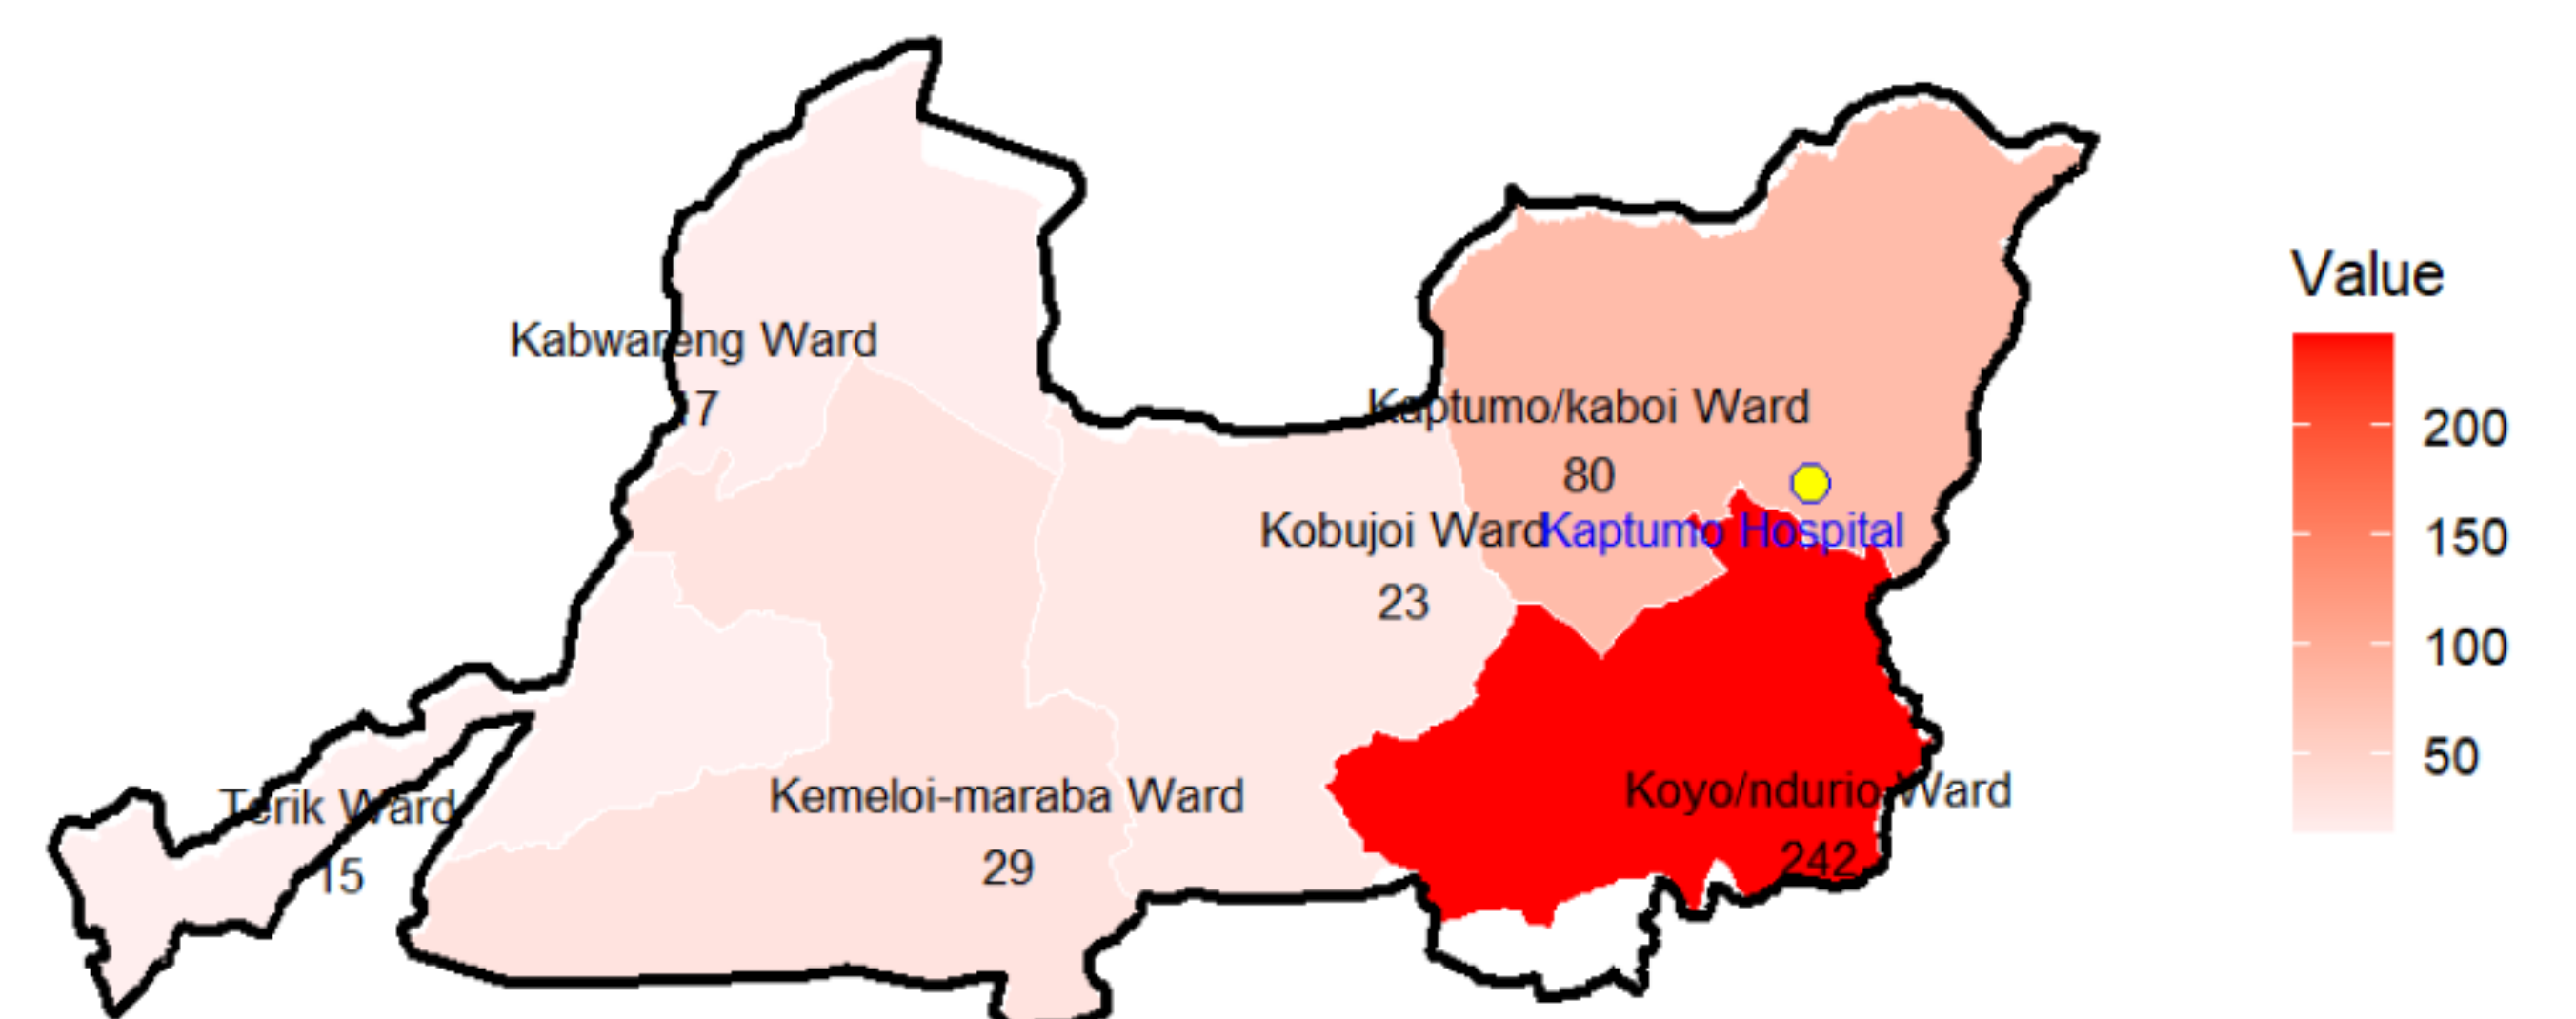 Kabwareng Ward
17
Kaptumo/kaboi Ward
80
Kobujoi Ward
23
Kaptumo Hospital
Terik Ward
15
Kemeloi-maraba Ward
29
Koyo/ndurio Ward
242
Value
200
150
100
50